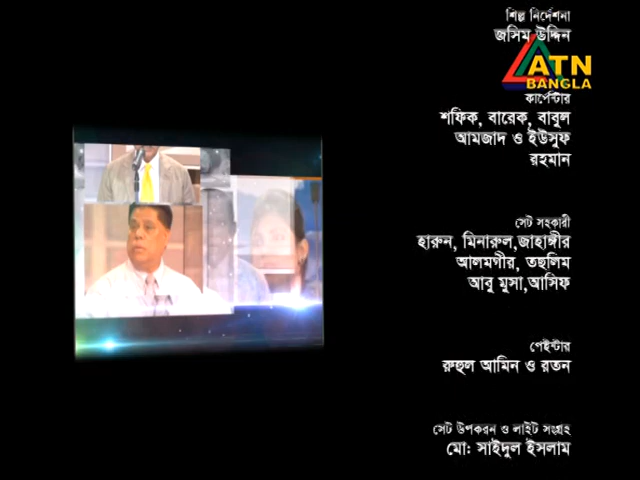 শিল্প নির্দেশনা
জসিম উদ্দিন
ATN
BANGLA
কার্পেন্টার
শফিক, বারেক, বাবুল
আমজাদ ও ইউসুফ
রহমান
সেট সহকারী
হারুন, মিনারুল,জাহাঙ্গীর
আলমগীর, তছলিম
আবু মুসা,আসিফ
পেইন্টার
রুহুল আমিন ও রতন
সেট উপকরন ও লাইট সংগ্রহ
মো: সাইদুল ইসলাম